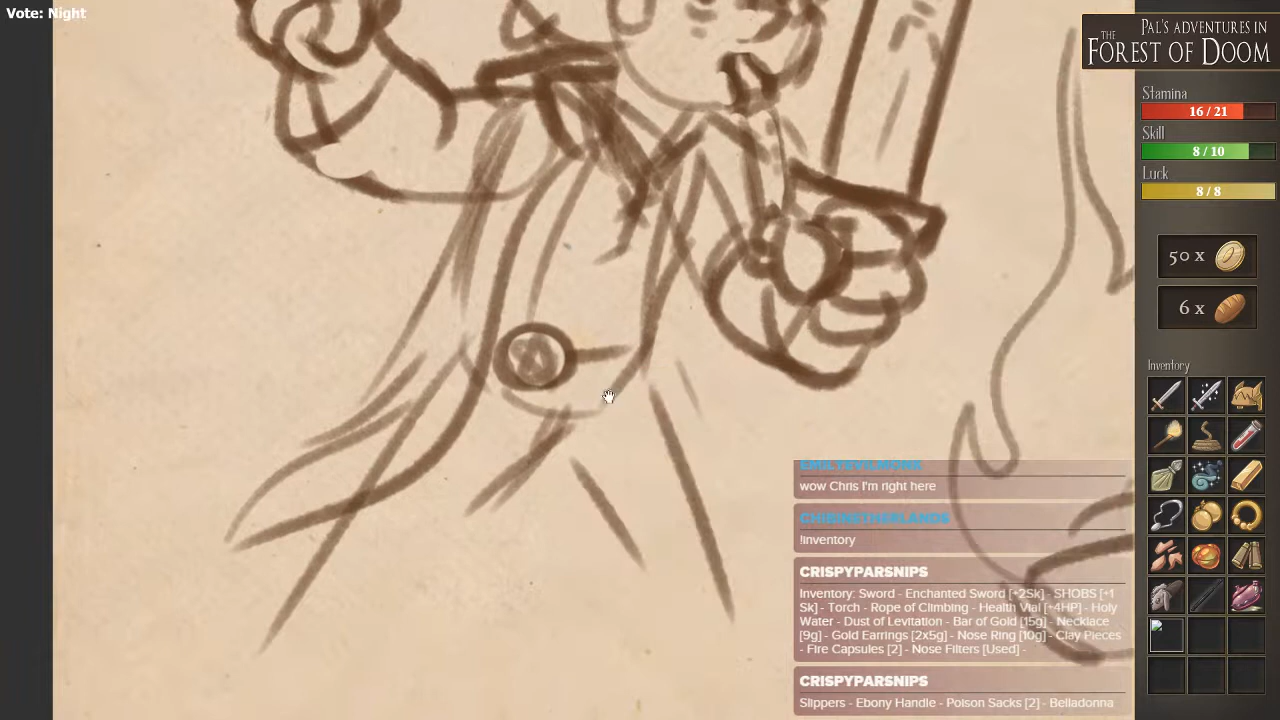 Vote: Night
PAL'S ADVENTURES IN
THE
FOREST OF DOOM
Stamina
16 / 21
Skill
8 / 10
Luck
8 / 8
50 x
6 x
Inventory
wow Chris I'm right here
CHIBINETHERLANDS
!Inventory
CRISPYPARSNIPS
Inventory: Sword - Enchanted Sword [+2Sk] - SHOBS [+1
Sk] - Torch - Rope of Climbing - Health Vial [+4HP] - Holy
Water - Dust of Levitation - Bar of Gold [15g] - Necklace
[9g] - Gold Earrings [2x5g] - Nose Ring [10g] - Clay Pieces
- Fire Capsules [2] - Nose Filters [Used] -
CRISPYPARSNIPS
Slippers - Ebony Handle - Poison Sacks [2] - Belladonna